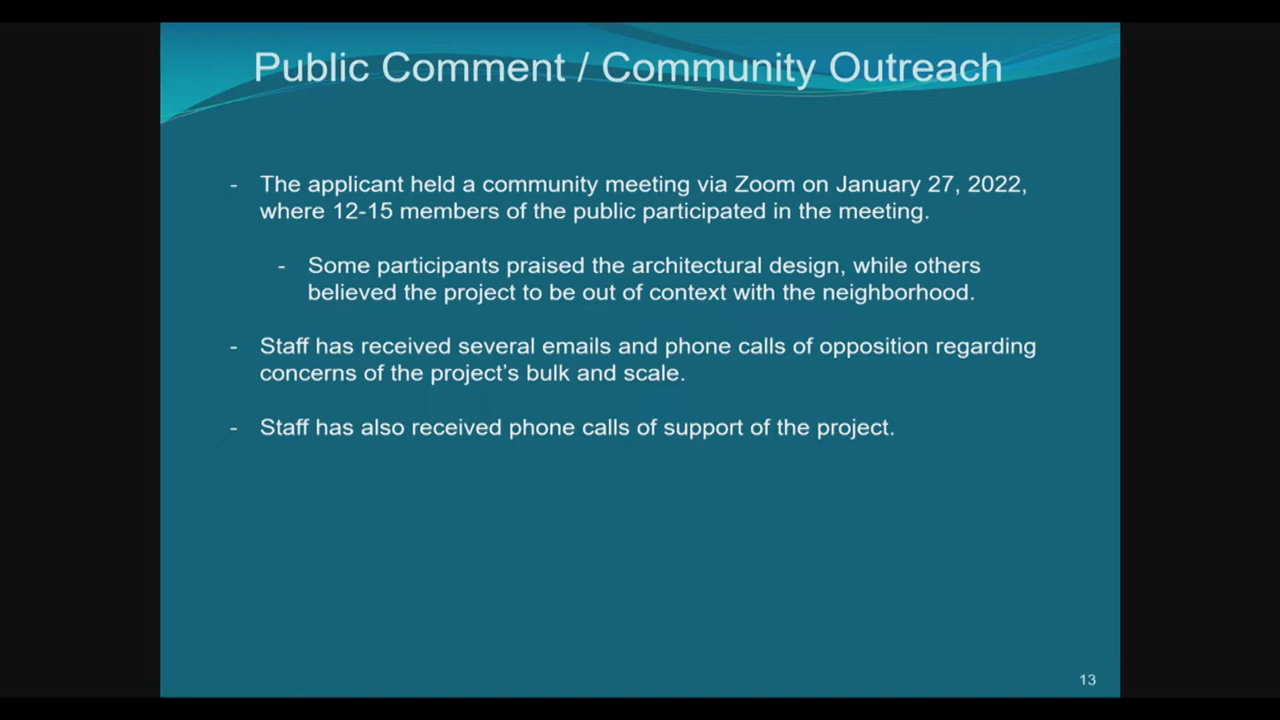 Public Comment / Community Outreach
- The applicant held a community meeting via Zoom on January 27, 2022,
where 12-15 members of the public participated in the meeting.
- Some participants praised the architectural design, while others
believed the project to be out of context with the neighborhood.
- Staff has received several emails and phone calls of opposition regarding
concerns of the project’s bulk and scale.
- Staff has also received phone calls of support of the project.
13